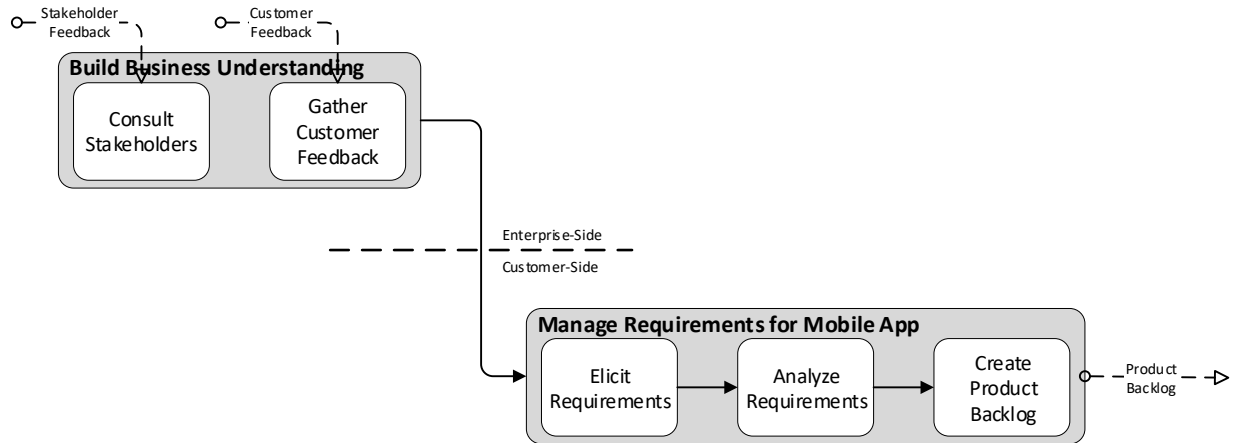 Stakeholder
Feedback
Customer
Feedback
Build Business Understanding
Consult
Stakeholders
Gather
Customer
Feedback
Enterprise-Side
Customer-Side
Manage Requirements for Mobile App
Elicit
Requirements
Analyze
Requirements
Create
Product
Backlog
Product
Backlog